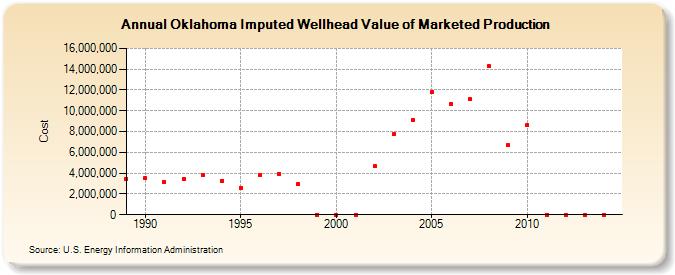 Annual Oklahoma Imputed Wellhead Value of Marketed Production
Cost
16,000,000
14,000,000
12,000,000
10,000,000
8,000,000
6,000,000
4,000,000
2,000,000
0
1990 1995 2000 2005 2010
Source: U.S. Energy Information Administration